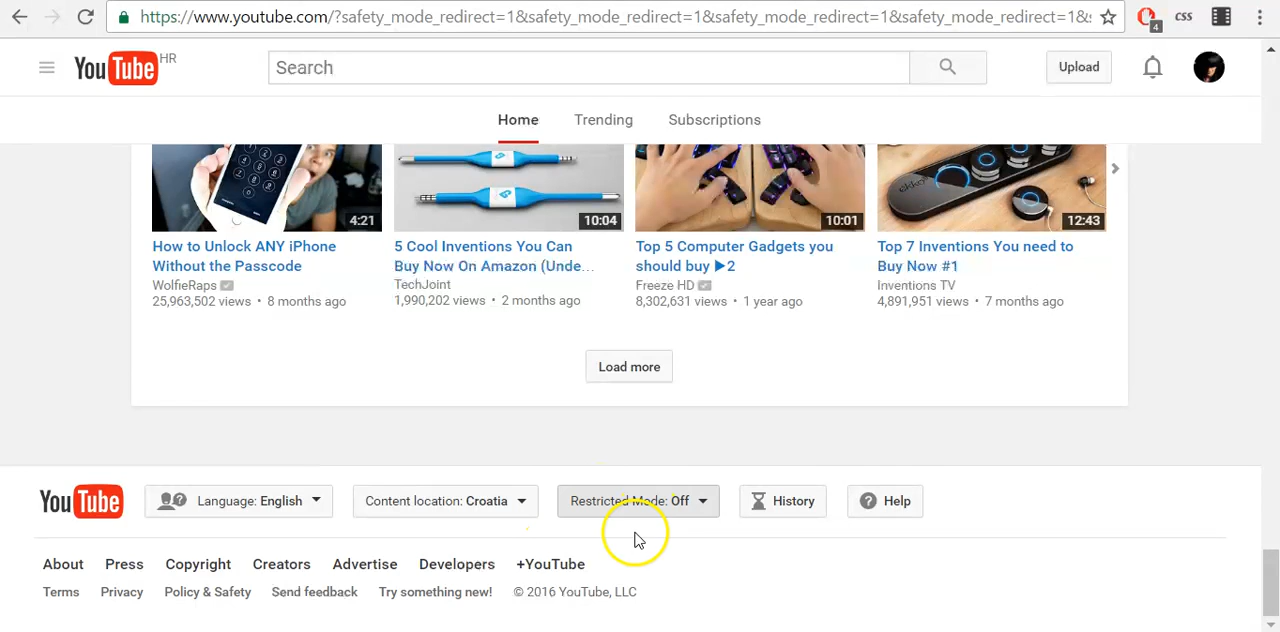 https://www.youtube.com/?safety_mode_redirect=1&safety_mode_redirect=1&safety_mode_redirect=1&safety_mode_redirect=1&
4
CSS
YouTube HR
Search
Upload
Home Trending Subscriptions
4:21 10:04 10:01 12:43
How to Unlock ANY iPhone
Without the Passcode
WolfieRaps
25,963,502 views • 8 months ago
5 Cool Inventions You Can
Buy Now On Amazon (Unde...
TechJoint
1,990,202 views • 2 months ago
Top 5 Computer Gadgets you
should buy ▶2
Freeze HD
8,302,631 views • 1 year ago
Top 7 Inventions You need to
Buy Now #1
Inventions TV
4,891,951 views • 7 months ago
Load more
YouTube Language: English Content location: Croatia Restricted Mode: Off History Help
About Press Copyright Creators Advertise Developers +YouTube
Terms Privacy Policy & Safety Send feedback Try something new! © 2016 YouTube, LLC